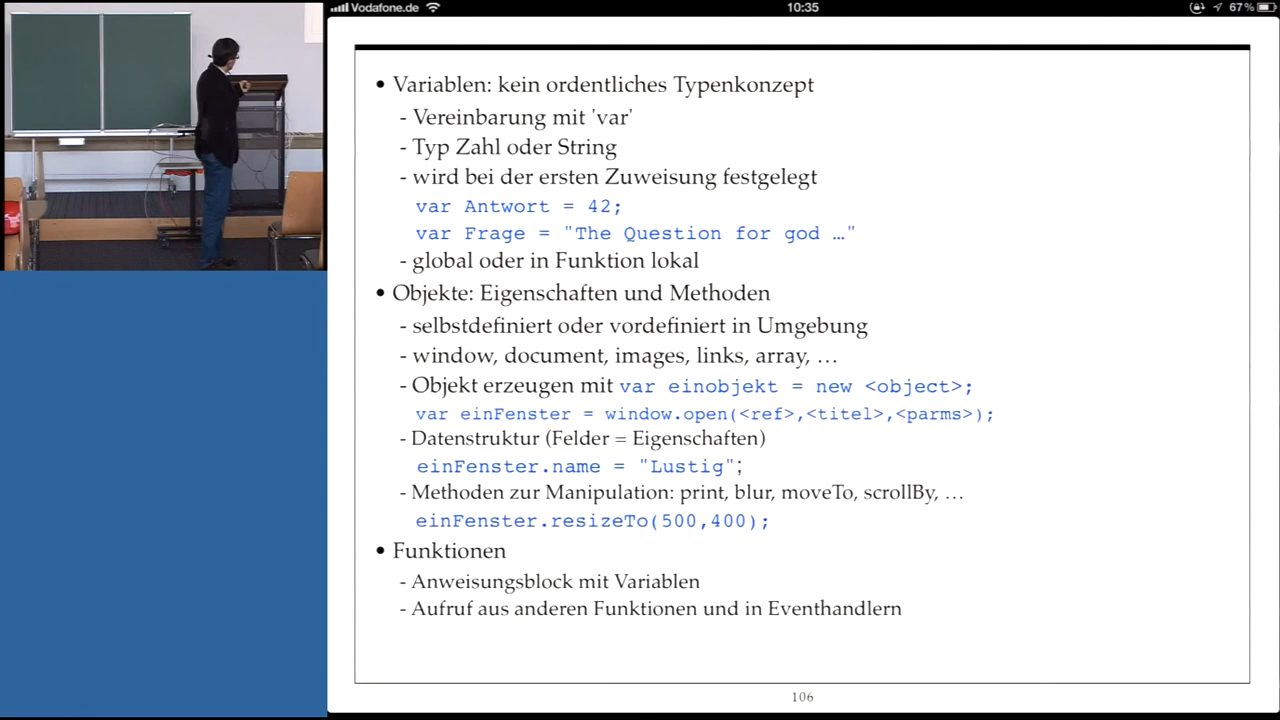 Vodafone.de 10:35 67%
• Variablen: kein ordentliches Typenkonzept
- Vereinbarung mit 'var'
- Typ Zahl oder String
- wird bei der ersten Zuweisung festgelegt
var Antwort = 42;
var Frage = "The Question for god …"
- global oder in Funktion lokal
• Objekte: Eigenschaften und Methoden
- selbstdefiniert oder vordefiniert in Umgebung
- window, document, images, links, array, …
- Objekt erzeugen mit var einobjekt = new <object>;
var einFenster = window.open(<ref>,<titel>,<parms>);
- Datenstruktur (Felder = Eigenschaften)
einFenster.name = "Lustig";
- Methoden zur Manipulation: print, blur, moveTo, scrollBy, …
einFenster.resizeTo(500,400);
• Funktionen
- Anweisungsblock mit Variablen
- Aufruf aus anderen Funktionen und in Eventhandlern
106